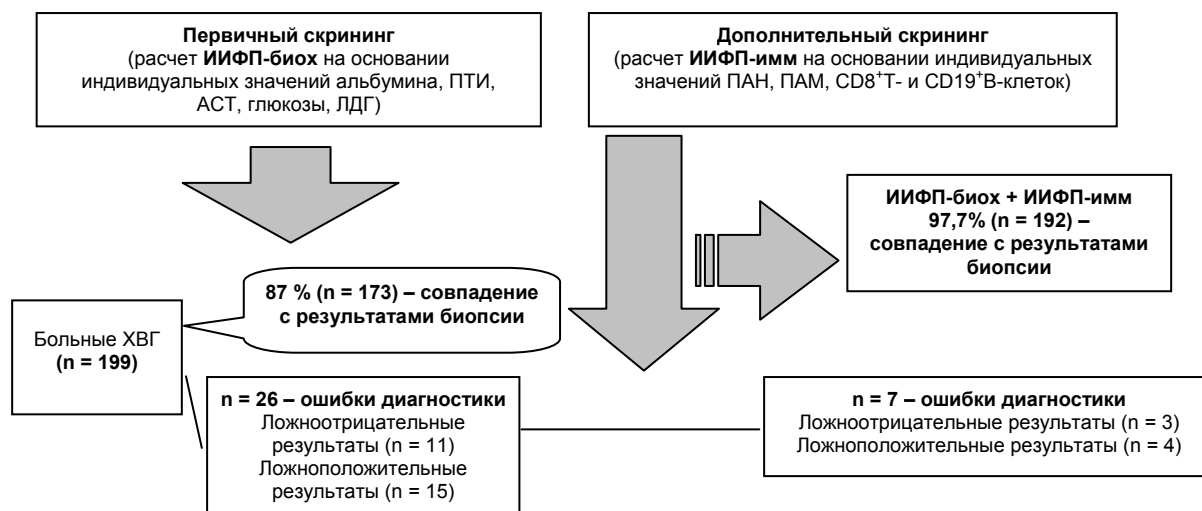 Первичный скрининг
(расчет ИИФП-биох на основании
индивидуальных значений альбумина, ПТИ,
АСТ, глюкозы, ЛДГ)
Дополнительный скрининг
(расчет ИИФП-имм на основании индивидуальных
значений ПАН, ПАМ, CD8⁺Т- и CD19⁺В-клеток)
ИИФП-биох + ИИФП-имм
97,7% (n = 192) –
совпадение с результатами
биопсии
87 % (n = 173) – совпадение
с результатами биопсии
Больные ХВГ
(n = 199)
n = 26 – ошибки диагностики
Ложноотрицательные
результаты (n = 11)
Ложноположительные
результаты (n = 15)
n = 7 – ошибки диагностики
Ложноотрицательные результаты (n = 3)
Ложноположительные результаты (n = 4)